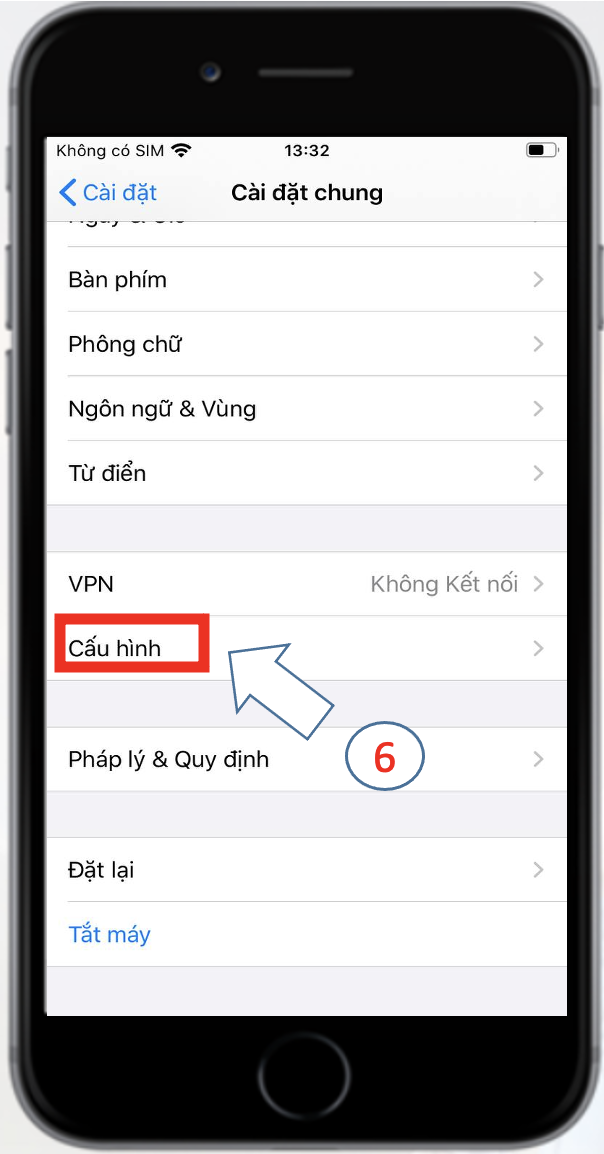 Không có SIM
13:32
Cài đặt
Cài đặt chung
Bàn phím
Phông chữ
Ngôn ngữ & Vùng
Từ điển
VPN Không Kết nối
Cấu hình
6
Pháp lý & Quy định
Đặt lại
Tắt máy